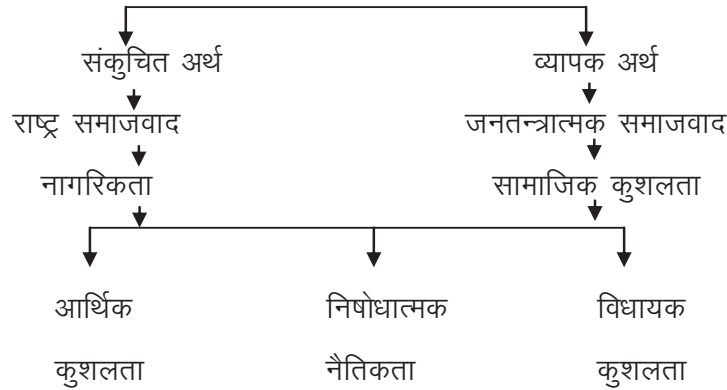 संकुचित अर्थ व्यापक अर्थ
राष्ट्र समाजवाद जनतन्त्रात्मक समाजवाद
नागरिकता सामाजिक कुशलता
आर्थिक निषोधात्मक विधायक
कुशलता नैतिकता कुशलता